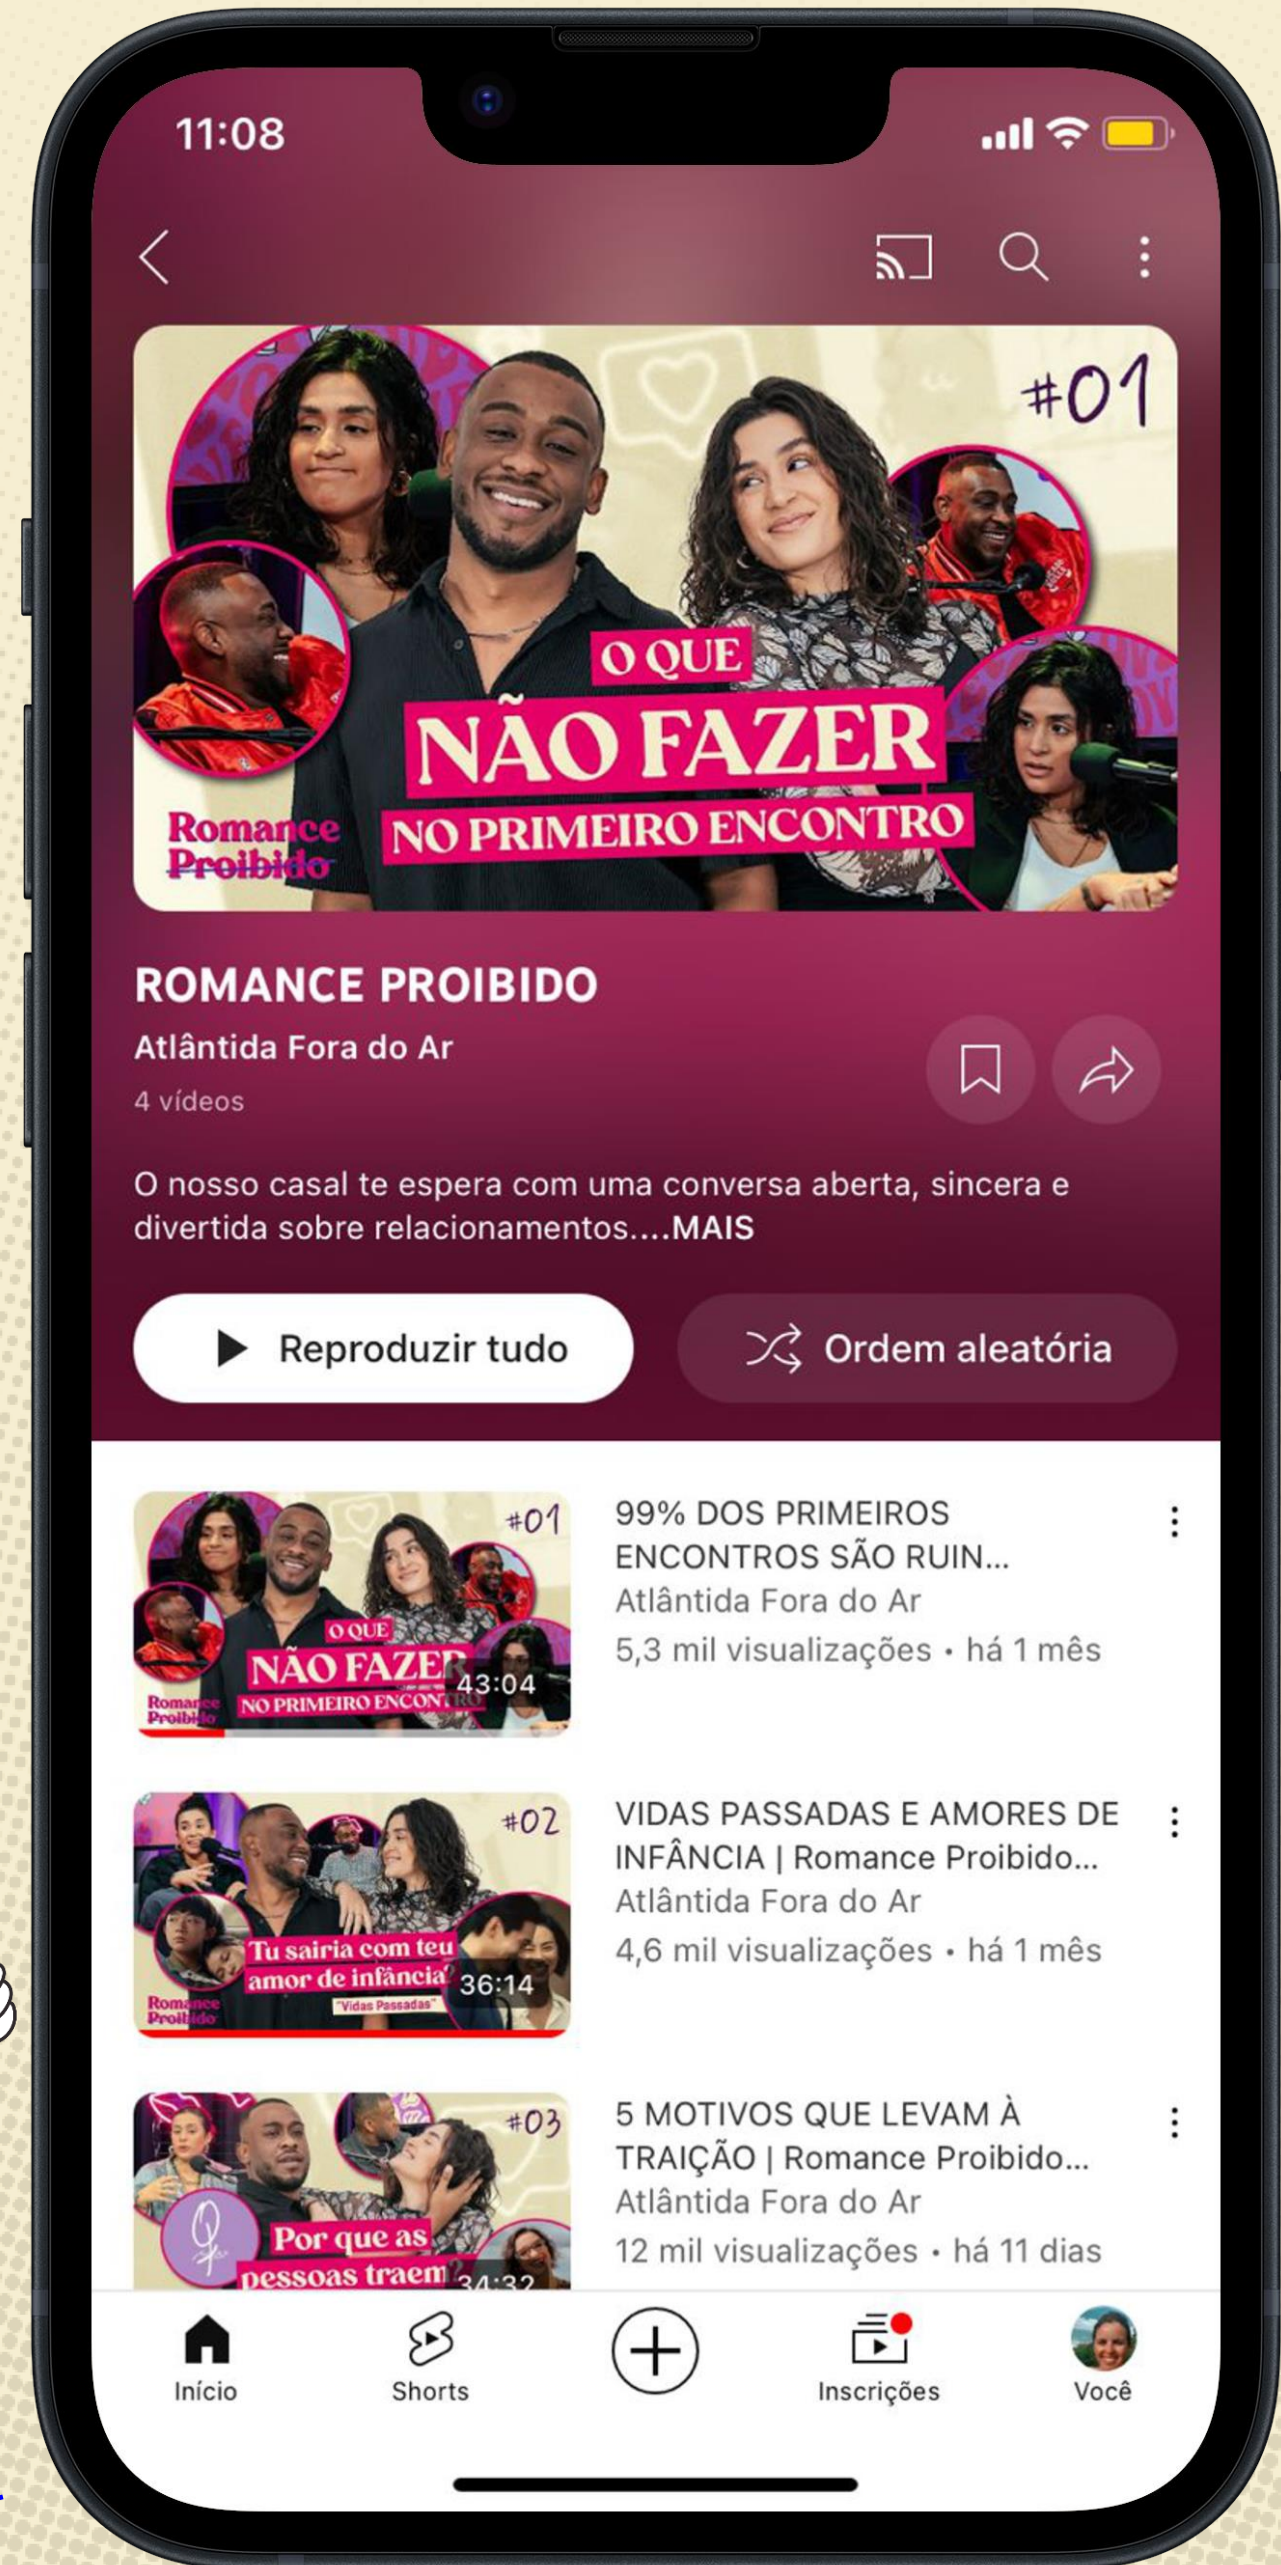 11:08
#01
O QUE
NÃO FAZER
NO PRIMEIRO ENCONTRO
Romance
Proibido
ROMANCE PROIBIDO
Atlântida Fora do Ar
4 vídeos
O nosso casal te espera com uma conversa aberta, sincera e
divertida sobre relacionamentos....MAIS
Reproduzir tudo
Ordem aleatória
#01
O QUE
NÃO FAZER
NO PRIMEIRO ENCONTRO
43:04
Romance
Proibido
99% DOS PRIMEIROS
ENCONTROS SÃO RUIN...
Atlântida Fora do Ar
5,3 mil visualizações • há 1 mês
#02
Tu sairia com teu
amor de infância?
"Vidas Passadas"
36:14
Romance
Proibido
VIDAS PASSADAS E AMORES DE
INFÂNCIA | Romance Proibido...
Atlântida Fora do Ar
4,6 mil visualizações • há 1 mês
#03
Por que as
pessoas traem?
34:32
5 MOTIVOS QUE LEVAM À
TRAIÇÃO | Romance Proibido...
Atlântida Fora do Ar
12 mil visualizações • há 11 dias
Início
Shorts
Inscrições
Você